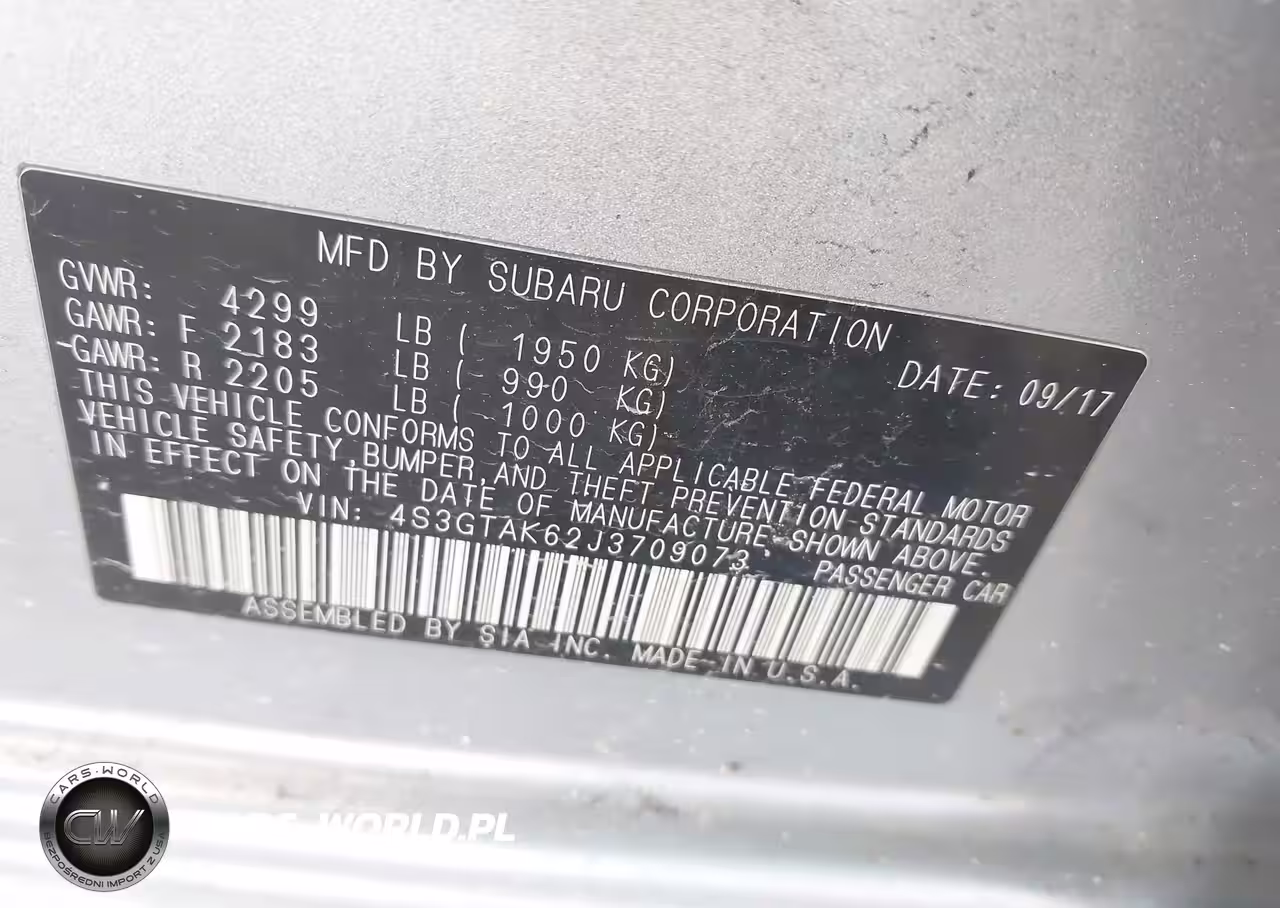 MFD BY SUBARU CORPORATION
GVWR: 4299 LB ( 1950 KG) DATE: 09/17
GAWR: F 2183 LB ( 990 KG)
GAWR: R 2205 LB ( 1000 KG)
THIS VEHICLE CONFORMS TO ALL APPLICABLE FEDERAL MOTOR
VEHICLE SAFETY, BUMPER, AND THEFT PREVENTION STANDARDS
IN EFFECT ON THE DATE OF MANUFACTURE SHOWN ABOVE.
VIN: 4S3GTAK62J3709073 PASSENGER CAR
ASSEMBLED BY SIA INC. MADE IN U.S.A.
CARS-WORLD
CW
BEZPOŚREDNI IMPORT Z USA
CARS-WORLD.PL